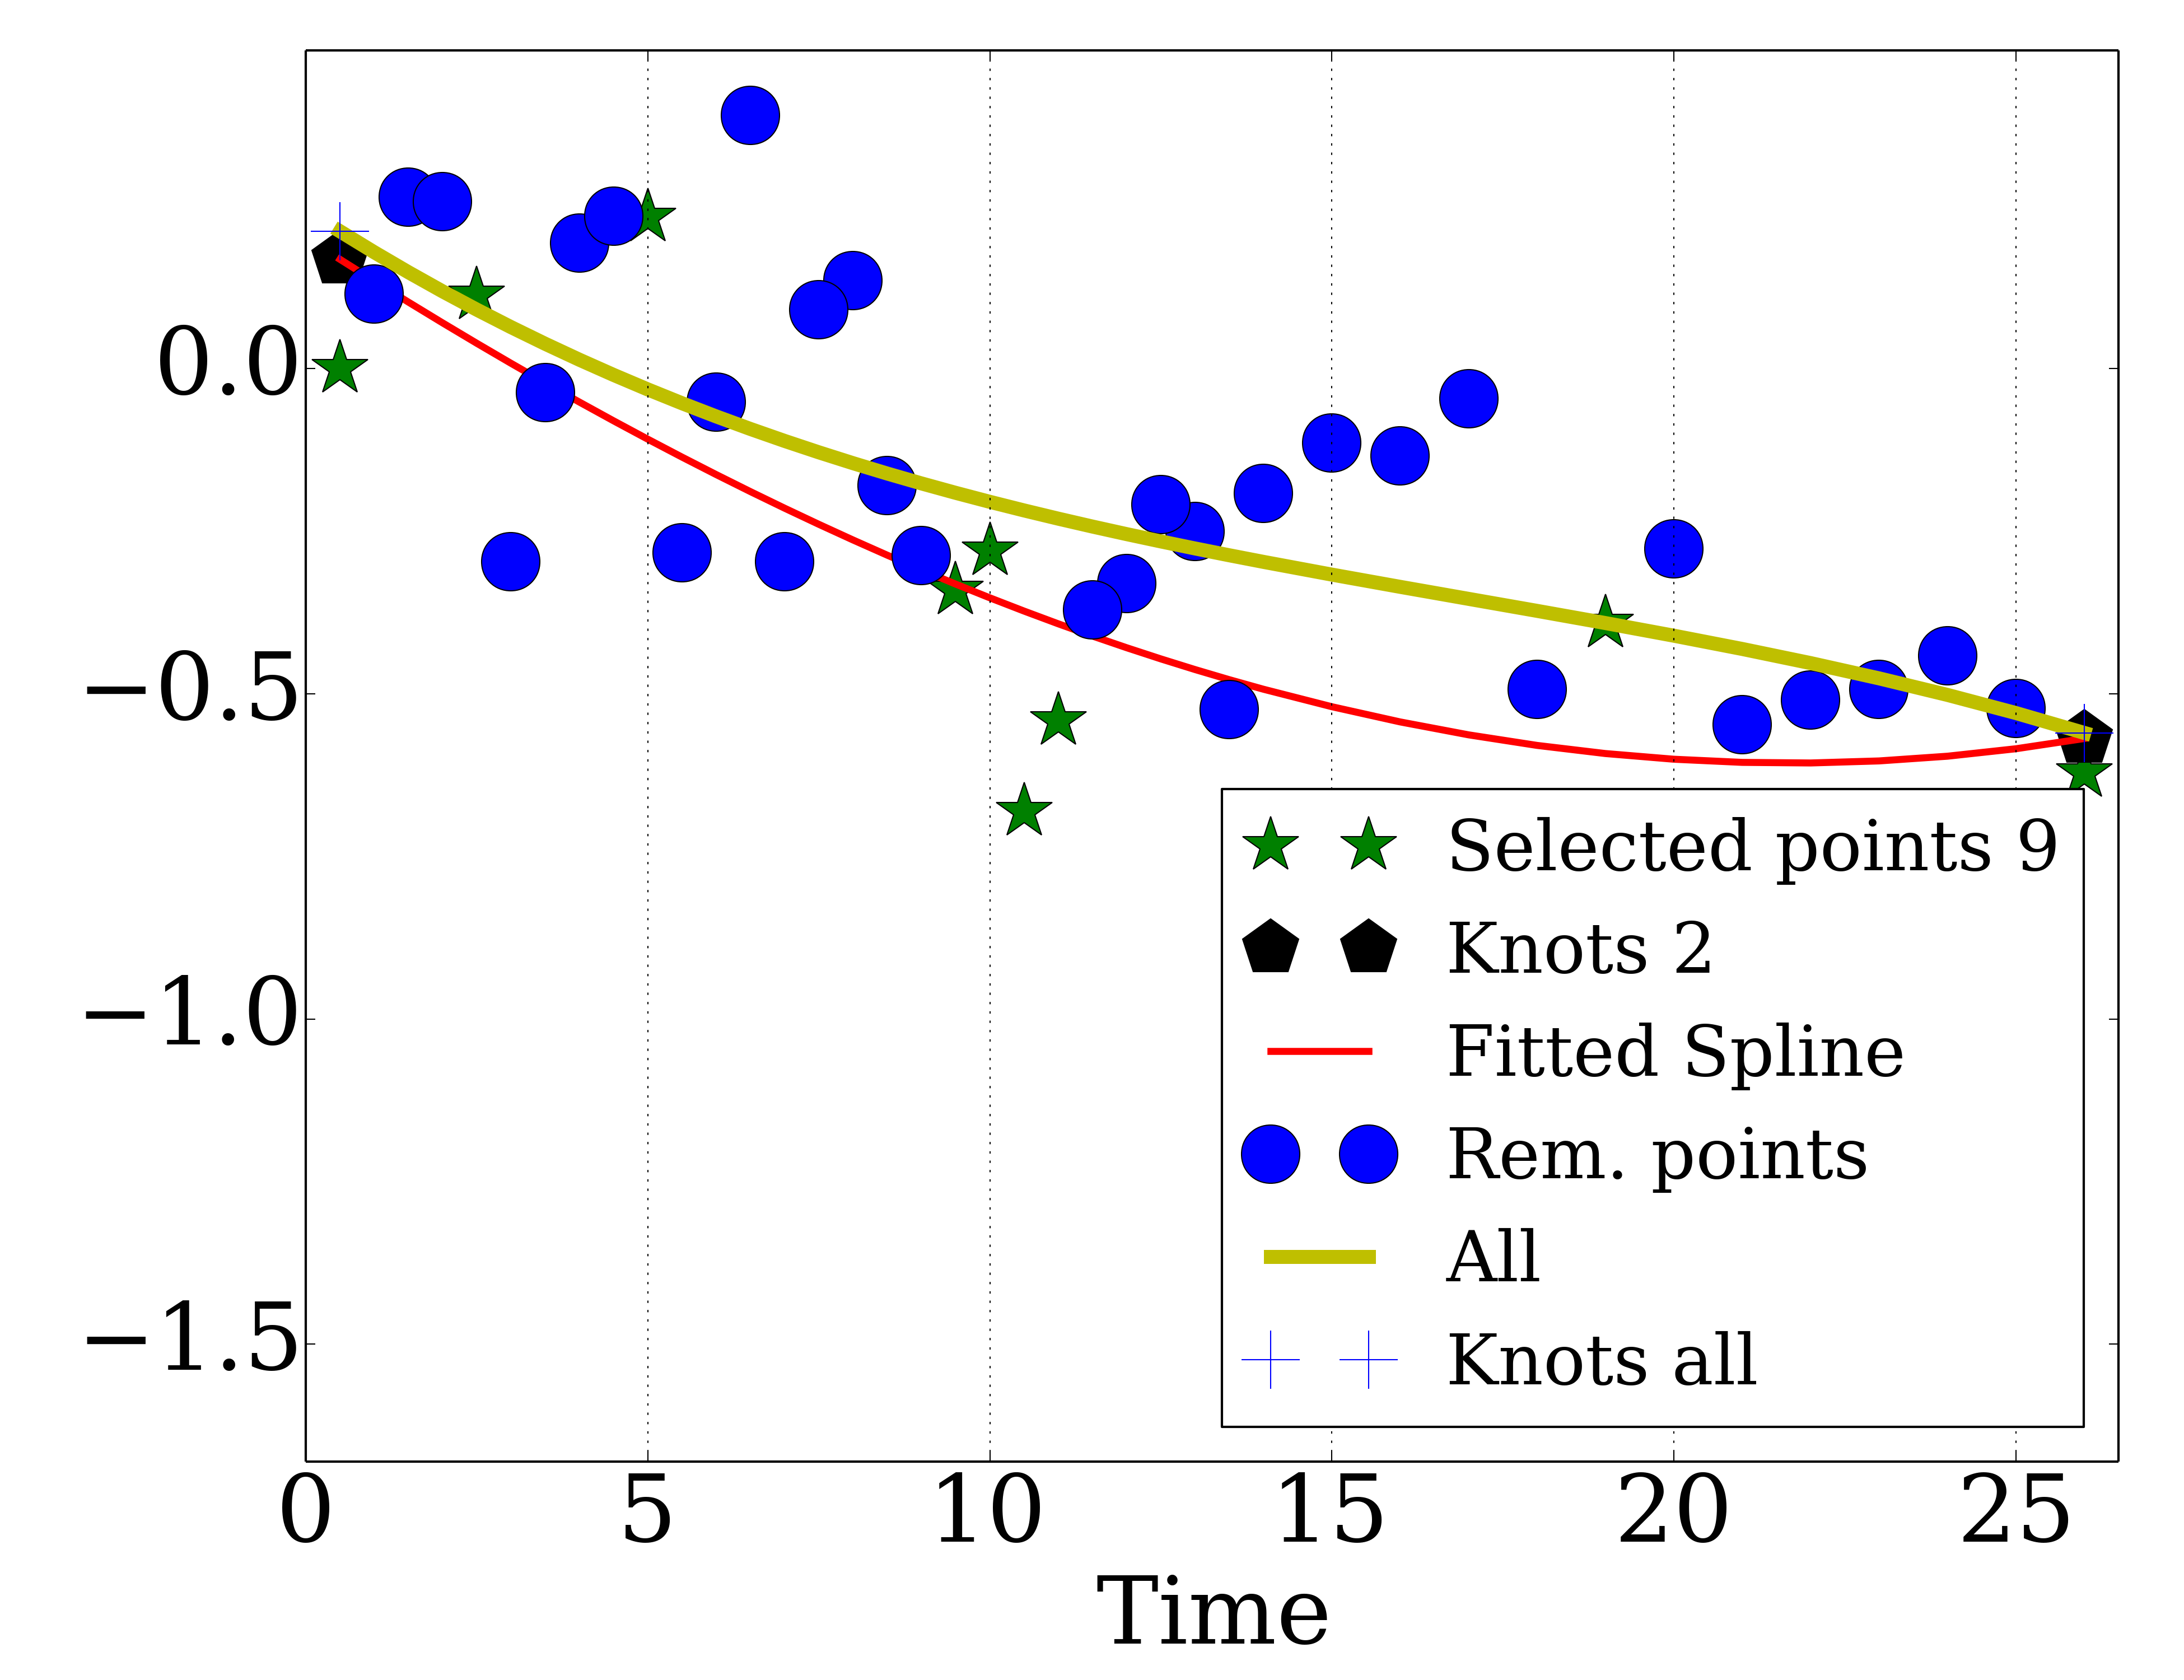 0.0
−0.5
−1.0
−1.5
Selected points 9
Knots 2
Fitted Spline
Rem. points
All
Knots all
0 5 10 15 20 25
Time